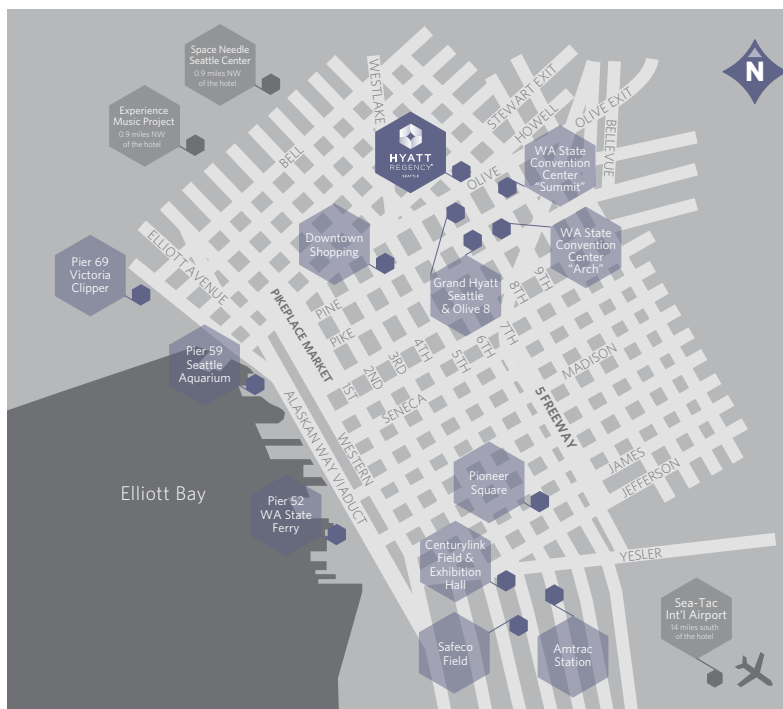 Space Needle
Seattle Center
0.9 miles NW
of the hotel
Experience
Music Project
0.9 miles NW
of the hotel
WESTLAKE
STEWART EXIT
HOWELL
OLIVE EXIT
BELLEVUE
N
BELL
HYATT
REGENCY®
SEATTLE
OLIVE
WA State
Convention
Center
“Summit”
WA State
Convention
Center
“Arch”
Downtown
Shopping
Grand Hyatt
Seattle
& Olive 8
Pier 69
Victoria
Clipper
ELLIOTT AVENUE
PIKEPLACE MARKET
PINE
PIKE
1ST
2ND
3RD
4TH
5TH
6TH
7TH
8TH
9TH
SENECA
MADISON
5 FREEWAY
Pier 59
Seattle
Aquarium
ALASKAN WAY VIADUCT
WESTERN
JAMES
JEFFERSON
Elliott Bay
Pier 52
WA State
Ferry
Pioneer
Square
Centurylink
Field &
Exhibition
Hall
YESLER
Safeco
Field
Amtrac
Station
Sea-Tac
Int’l Airport
14 miles south
of the hotel